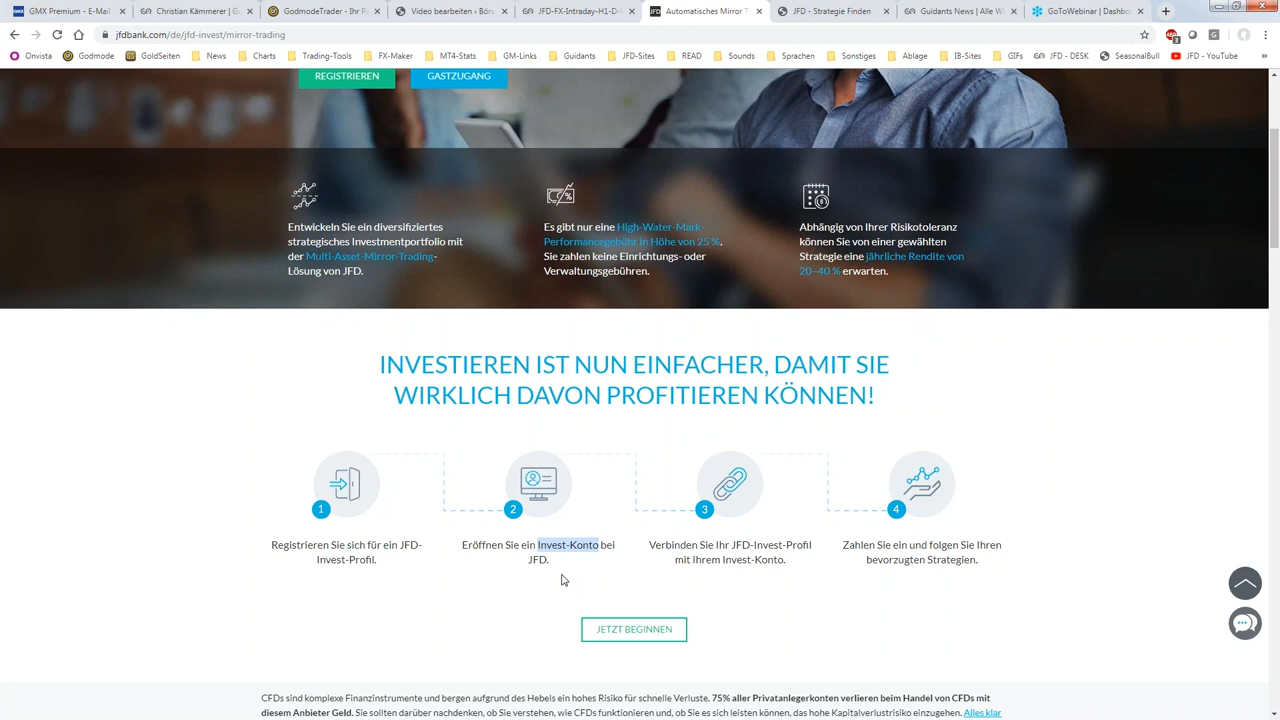 GMX Premium - E-Mail
Christian Kämmerer | G
GodmodeTrader - Ihr P
Video bearbeiten ‹ Börs
JFD-FX-Intraday-H1-D-
Automatisches Mirror T
JFD - Strategie Finden
Guidants News | Alle W
GoToWebinar | Dashbo
jfdbank.com/de/jfd-invest/mirror-trading
Onvista
Godmode
GoldSeiten
News
Charts
Trading-Tools
FX-Maker
MT4-Stats
GM-Links
Guidants
JFD-Sites
READ
Sounds
Sprachen
Sonstiges
Ablage
IB-Sites
GIFs
JFD - DESK
SeasonalBull
JFD - YouTube
REGISTRIEREN
GASTZUGANG
Entwickeln Sie ein diversifiziertes
strategisches Investmentportfolio mit
der Multi-Asset-Mirror-Trading-
Lösung von JFD.
Es gibt nur eine High-Water-Mark-
Performancegebühr in Höhe von 25 %.
Sie zahlen keine Einrichtungs- oder
Verwaltungsgebühren.
Abhängig von Ihrer Risikotoleranz
können Sie von einer gewählten
Strategie eine jährliche Rendite von
20–40 % erwarten.
INVESTIEREN IST NUN EINFACHER, DAMIT SIE
WIRKLICH DAVON PROFITIEREN KÖNNEN!
1
Registrieren Sie sich für ein JFD-
Invest-Profil.
2
Eröffnen Sie ein Invest-Konto bei
JFD.
3
Verbinden Sie Ihr JFD-Invest-Profil
mit Ihrem Invest-Konto.
4
Zahlen Sie ein und folgen Sie Ihren
bevorzugten Strategien.
JETZT BEGINNEN
CFDs sind komplexe Finanzinstrumente und bergen aufgrund des Hebels ein hohes Risiko für schnelle Verluste. 75% aller Privatanlegerkonten verlieren beim Handel von CFDs mit
diesem Anbieter Geld. Sie sollten darüber nachdenken, ob Sie verstehen, wie CFDs funktionieren und, ob Sie es sich leisten können, das hohe Kapitalverlustrisiko einzugehen. Alles klar